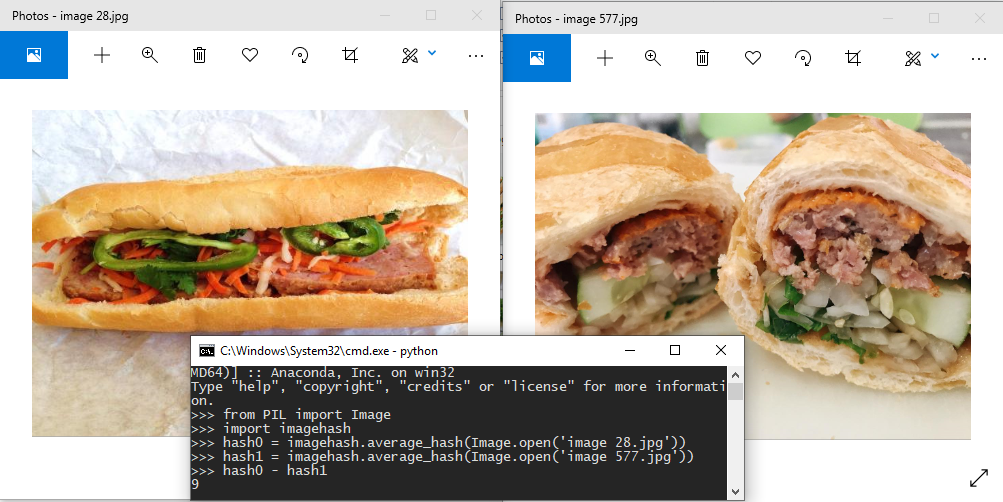 Photos - image 28.jpg
Photos - image 577.jpg
C:\Windows\System32\cmd.exe - python
MD64)] :: Anaconda, Inc. on win32
Type "help", "copyright", "credits" or "license" for more informati
on.
>>> from PIL import Image
>>> import imagehash
>>> hash0 = imagehash.average_hash(Image.open('image 28.jpg'))
>>> hash1 = imagehash.average_hash(Image.open('image 577.jpg'))
>>> hash0 - hash1
9